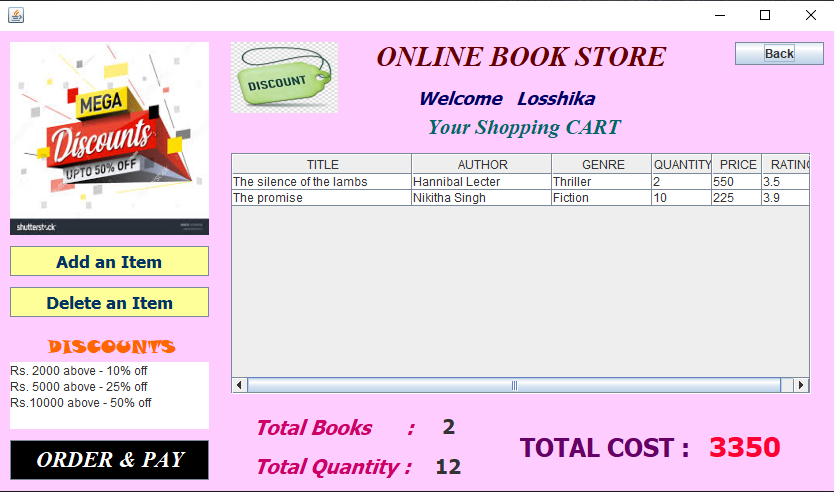 MEGA
Discounts
UPTO 50% OFF
shutterstock
DISCOUNT
ONLINE BOOK STORE
Back
Welcome Losshika
Your Shopping CART
TITLE AUTHOR GENRE QUANTITY PRICE RATING
The silence of the lambs Hannibal Lecter Thriller 2 550 3.5
The promise Nikitha Singh Fiction 10 225 3.9
Add an Item
Delete an Item
DISCOUNTS
Rs. 2000 above - 10% off
Rs. 5000 above - 25% off
Rs.10000 above - 50% off
ORDER & PAY
Total Books : 2
Total Quantity : 12
TOTAL COST : 3350